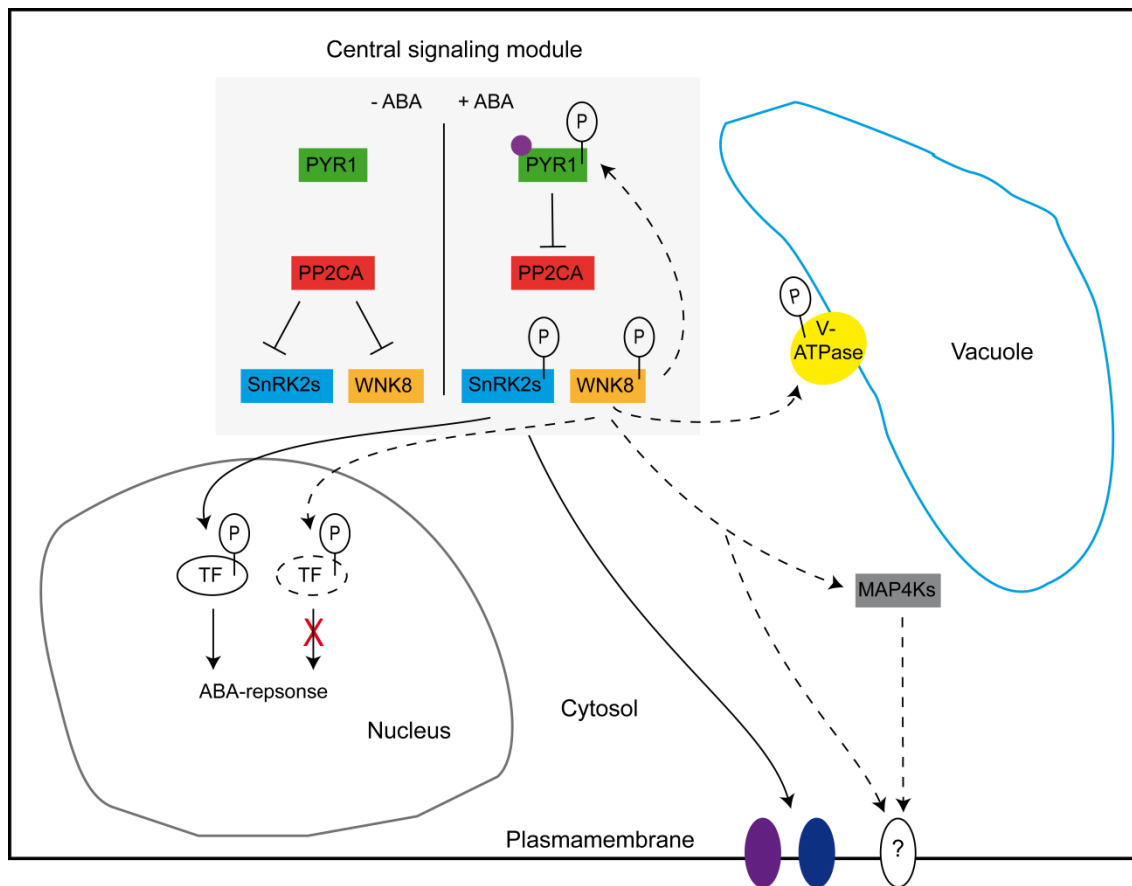 Central signaling module
- ABA
+ ABA
P
PYR1
PYR1
PP2CA
PP2CA
P
P
SnRK2s
WNK8
SnRK2s
WNK8
P
V-
ATPase
Vacuole
P
P
TF
TF
X
ABA-repsonse
Nucleus
Cytosol
MAP4Ks
Plasmamembrane
?